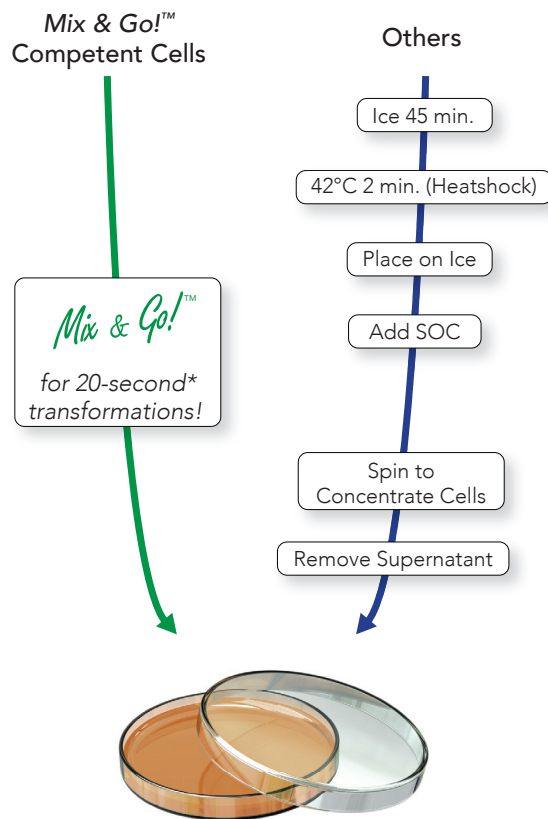 Mix & Go!™
Competent Cells
Mix & Go!™
for 20-second*
transformations!
Others
Ice 45 min.
42°C 2 min. (Heatshock)
Place on Ice
Add SOC
Spin to
Concentrate Cells
Remove Supernatant